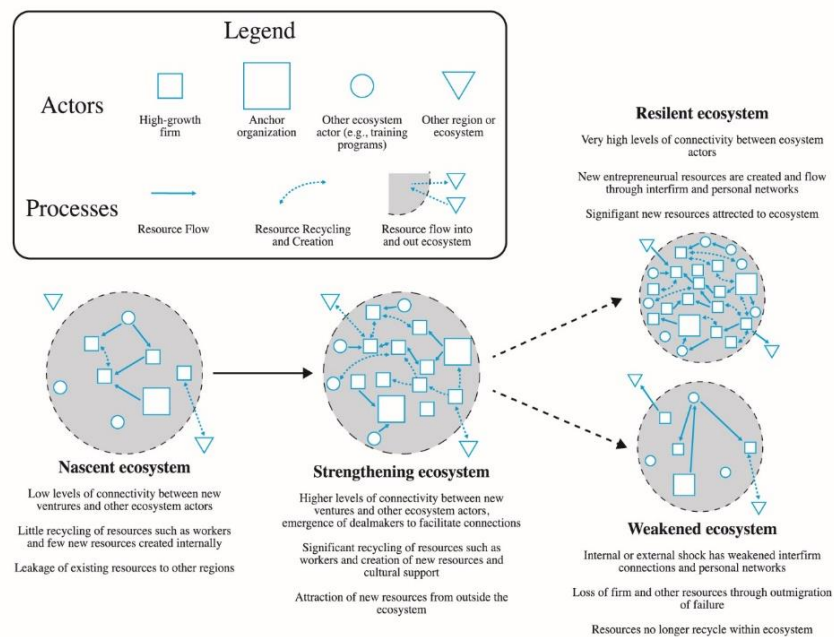 Legend
Actors
High-growth
firm
Anchor
organization
Other ecosystem
actor (e.g., training
programs)
Other region or
ecosystem
Processes
Resource Flow
Resource Recycling
and Creation
Resource flow into
and out ecosystem
Nascent ecosystem
Low levels of connectivity between new
ventrures and other ecosystem actors
Little recycling of resources such as workers
and few new resources created internally
Leakage of existing resources to other regions
Strengthening ecosystem
Higher levels of connectivity between new
ventures and other ecosystem actors,
emergence of dealmakers to facilitate connections
Significant recycling of resources such as
workers and creation of new resources and
cultural support
Attraction of new resources from outside the
ecosystem
Resilent ecosystem
Very high levels of connectivity between eosystem
actors
New entrepreneurual resources are created and flow
through interfirm and personal networks
Signifigant new resources attrected to ecosystem
Weakened ecosystem
Internal or external shock has weakened interfirm
connections and personal networks
Loss of firm and other resources through outmigration
of failure
Resources no longer recycle within ecosystem